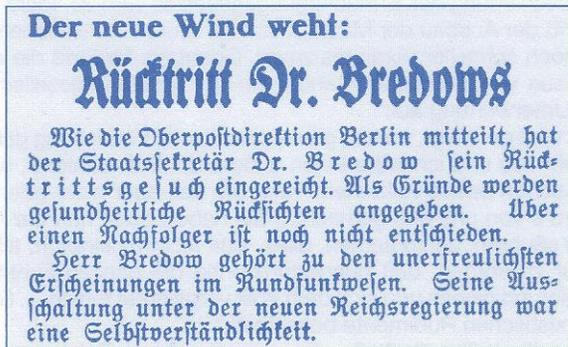 Der neue Wind weht:
Rücktritt Dr. Bredows
Wie die Oberpostdirektion Berlin mitteilt, hat
der Staatssekretär Dr. Bredow sein Rück-
trittsgesuch eingereicht. Als Gründe werden
gesundheitliche Rücksichten angegeben. Über
einen Nachfolger ist noch nicht entschieden.
Herr Bredow gehört zu den unerfreulichsten
Erscheinungen im Rundfunkwesen. Seine Aus-
schaltung unter der neuen Reichsregierung war
eine Selbstverständlichkeit.